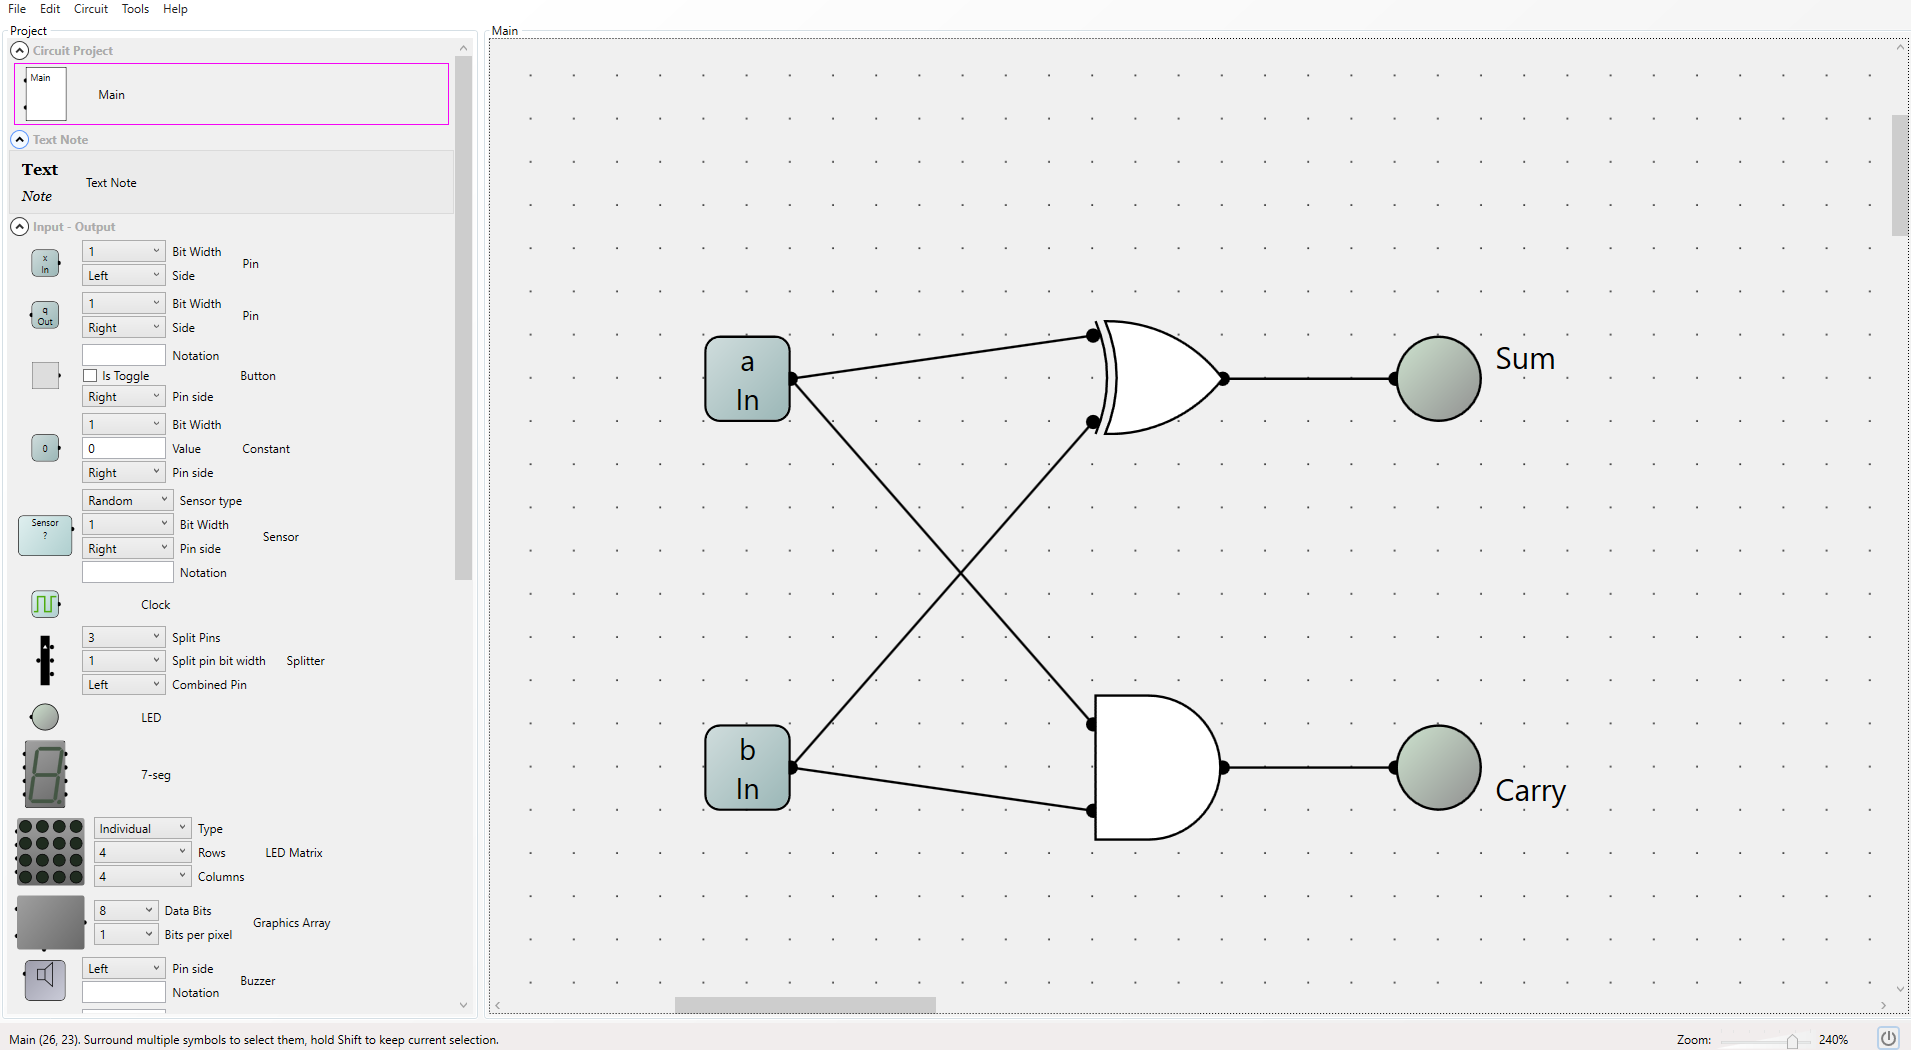 File Edit Circuit Tools Help
Project
Circuit Project
Main
Main
Text Note
Text
Note
Text Note
Input - Output
x
In
1
Bit Width
Left
Side
Pin
q
Out
1
Bit Width
Right
Side
Pin
Notation
Is Toggle
Button
Right
Pin side
1
Bit Width
0
0
Value
Constant
Right
Pin side
Random
Sensor type
Sensor
?
1
Bit Width
Sensor
Right
Pin side
Notation
Clock
3
Split Pins
1
Split pin bit width
Splitter
Left
Combined Pin
LED
7-seg
Individual
Type
4
Rows
LED Matrix
4
Columns
8
Data Bits
Graphics Array
1
Bits per pixel
Left
Pin side
Buzzer
Notation
Main
a
In
b
In
Sum
Carry
Main (26, 23). Surround multiple symbols to select them, hold Shift to keep current selection.
Zoom:
240%